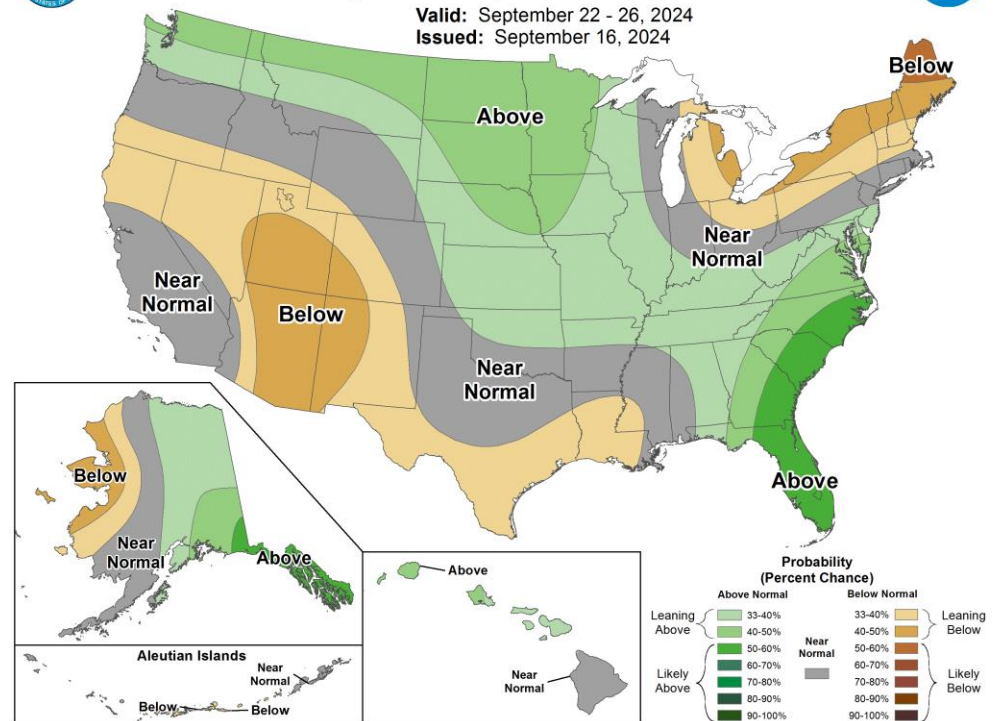 Valid: September 22 - 26, 2024
Issued: September 16, 2024
Below
Above
Near
Normal
Near
Normal
Below
Near
Normal
Above
Below
Near
Normal
Above
Aleutian Islands
Near
Normal
Below
Below
Above
Near
Normal
Probability
(Percent Chance)
Above Normal
Below Normal
Leaning
Above
33-40%
40-50%
50-60%
60-70%
70-80%
80-90%
90-100%
Likely
Above
Near
Normal
33-40%
40-50%
50-60%
60-70%
70-80%
80-90%
90-100%
Leaning
Below
Likely
Below